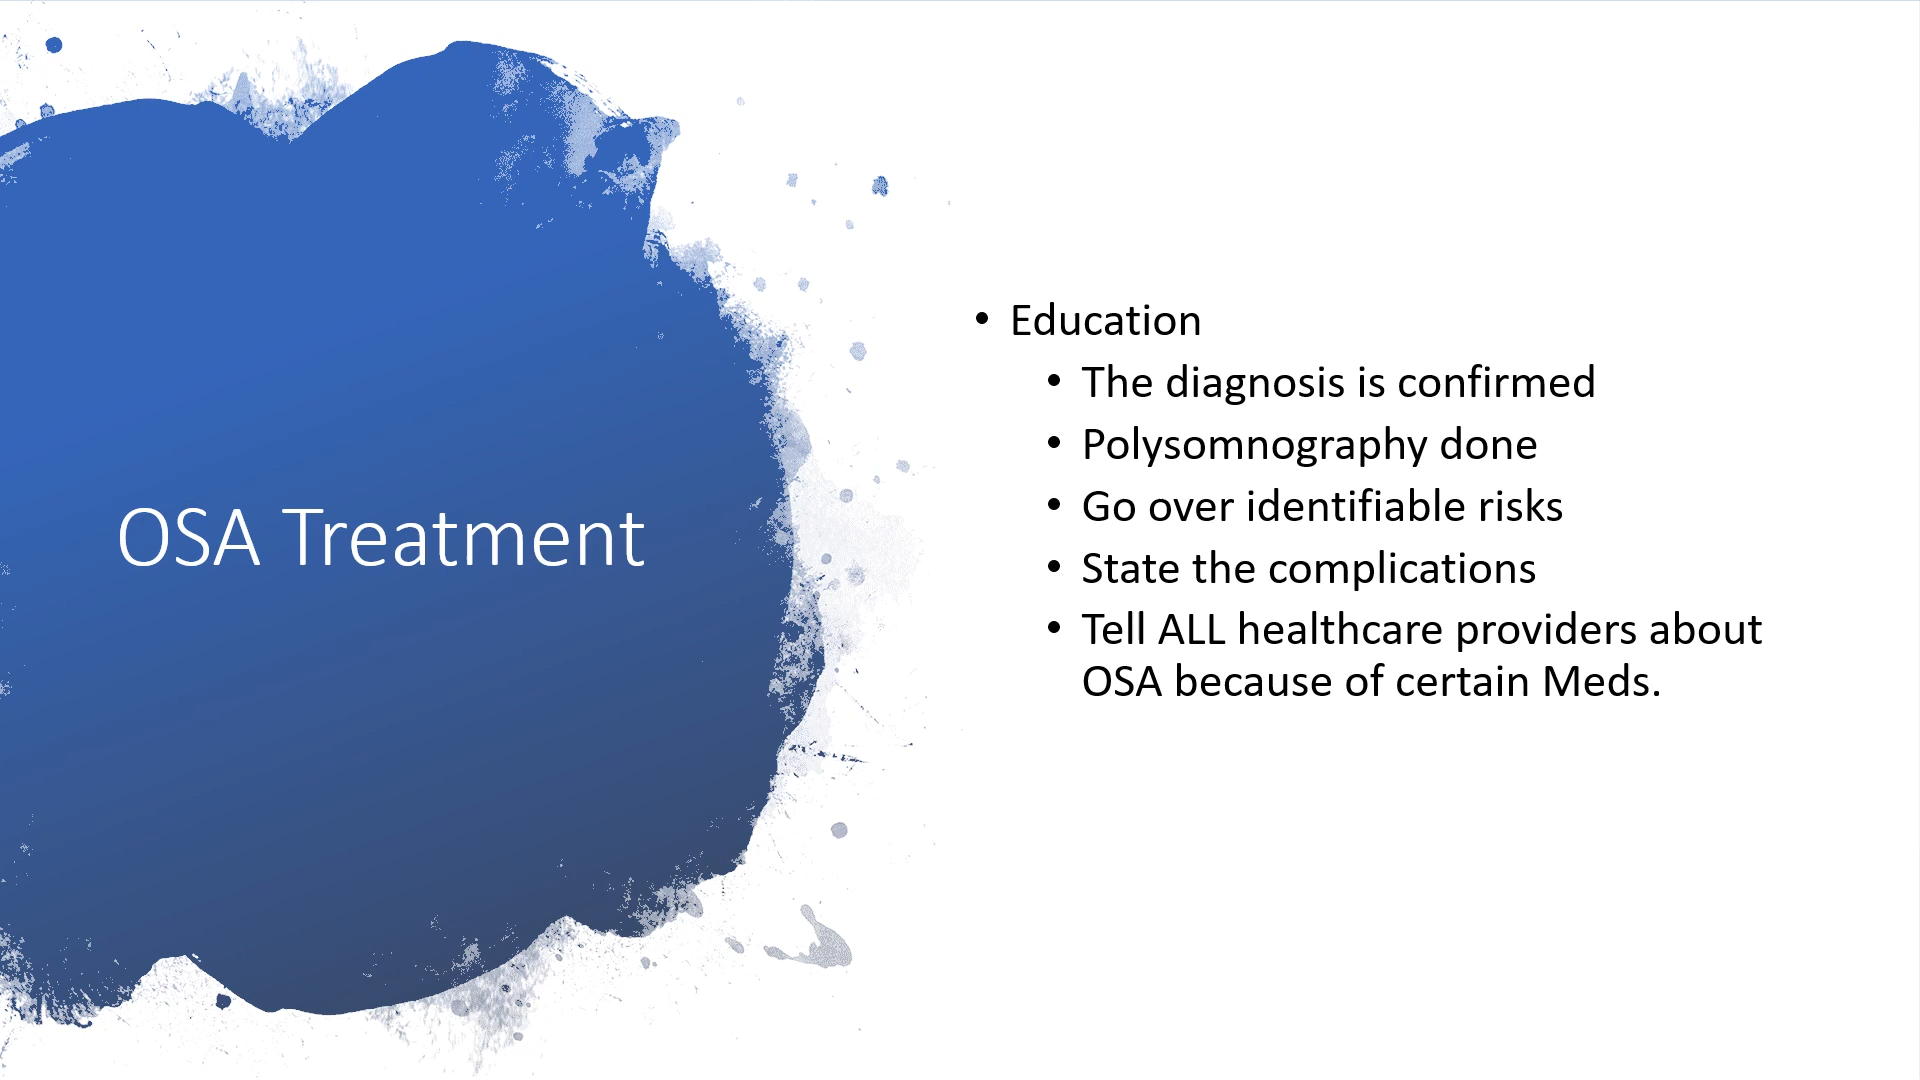 OSA Treatment
• Education
• The diagnosis is confirmed
• Polysomnography done
• Go over identifiable risks
• State the complications
• Tell ALL healthcare providers about
OSA because of certain Meds.